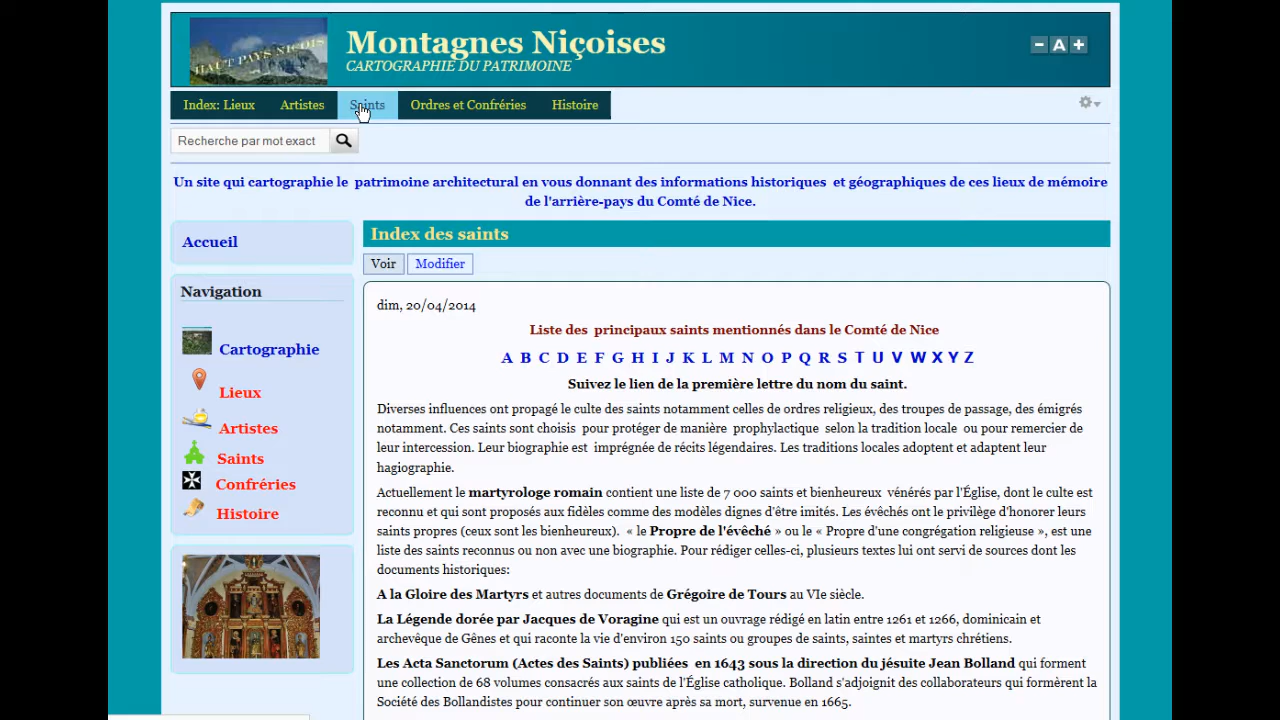 HAUT PAYS NIÇOIS
Montagnes Niçoises
CARTOGRAPHIE DU PATRIMOINE
− A +
Index: Lieux Artistes Saints Ordres et Confréries Histoire
Recherche par mot exact
Un site qui cartographie le patrimoine architectural en vous donnant des informations historiques et géographiques de ces lieux de mémoire
de l'arrière-pays du Comté de Nice.
Accueil
Navigation
Cartographie
Lieux
Artistes
Saints
Confréries
Histoire
Index des saints
Voir Modifier
dim, 20/04/2014
Liste des principaux saints mentionnés dans le Comté de Nice
A B C D E F G H I J K L M N O P Q R S T U V W X Y Z
Suivez le lien de la première lettre du nom du saint.
Diverses influences ont propagé le culte des saints notamment celles de ordres religieux, des troupes de passage, des émigrés
notamment. Ces saints sont choisis pour protéger de manière prophylactique selon la tradition locale ou pour remercier de
leur intercession. Leur biographie est imprégnée de récits légendaires. Les traditions locales adoptent et adaptent leur
hagiographie.
Actuellement le martyrologe romain contient une liste de 7 000 saints et bienheureux vénérés par l'Église, dont le culte est
reconnu et qui sont proposés aux fidèles comme des modèles dignes d'être imités. Les évêchés ont le privilège d'honorer leurs
saints propres (ceux sont les bienheureux). « le Propre de l'évêché » ou le « Propre d'une congrégation religieuse », est une
liste des saints reconnus ou non avec une biographie. Pour rédiger celles-ci, plusieurs textes lui ont servi de sources dont les
documents historiques:
A la Gloire des Martyrs et autres documents de Grégoire de Tours au VIe siècle.
La Légende dorée par Jacques de Voragine qui est un ouvrage rédigé en latin entre 1261 et 1266, dominicain et
archevêque de Gênes et qui raconte la vie d'environ 150 saints ou groupes de saints, saintes et martyrs chrétiens.
Les Acta Sanctorum (Actes des Saints) publiées en 1643 sous la direction du jésuite Jean Bolland qui forment
une collection de 68 volumes consacrés aux saints de l'Église catholique. Bolland s'adjoignit des collaborateurs qui formèrent la
Société des Bollandistes pour continuer son œuvre après sa mort, survenue en 1665.